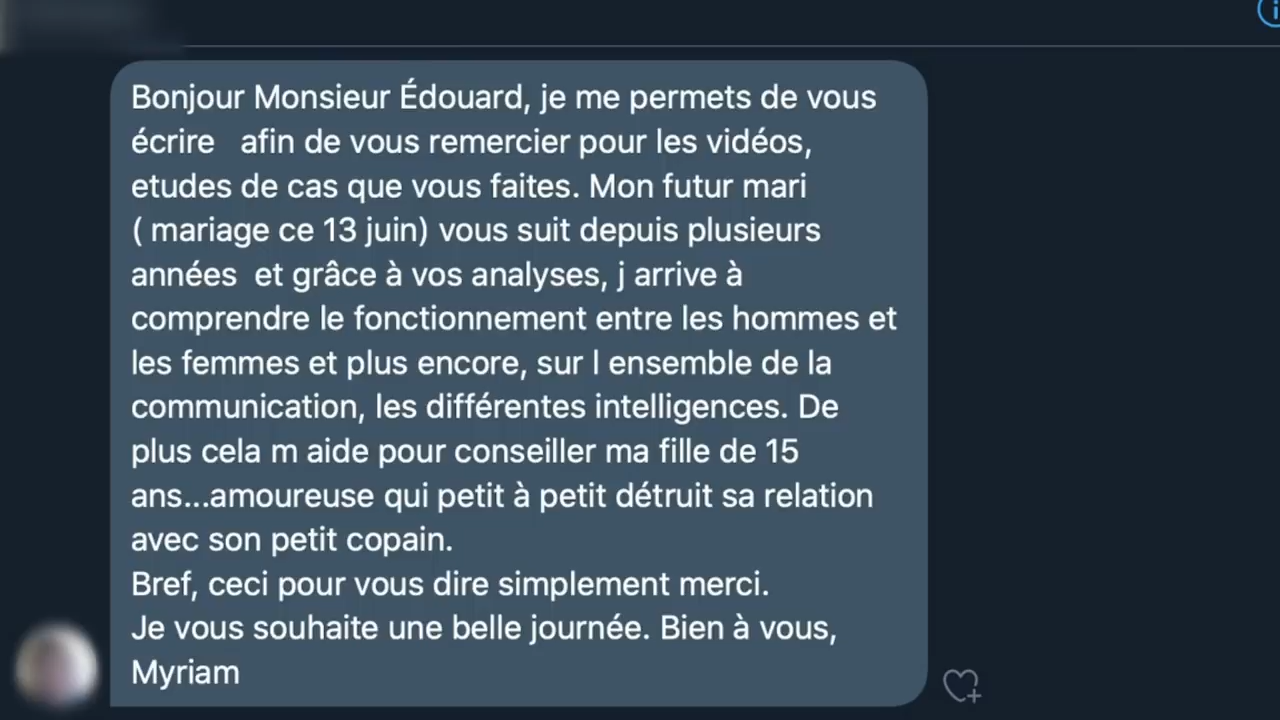 Bonjour Monsieur Édouard, je me permets de vous
écrire   afin de vous remercier pour les vidéos,
etudes de cas que vous faites. Mon futur mari
( mariage ce 13 juin) vous suit depuis plusieurs
années  et grâce à vos analyses, j arrive à
comprendre le fonctionnement entre les hommes et
les femmes et plus encore, sur l ensemble de la
communication, les différentes intelligences. De
plus cela m aide pour conseiller ma fille de 15
ans...amoureuse qui petit à petit détruit sa relation
avec son petit copain.
Bref, ceci pour vous dire simplement merci.
Je vous souhaite une belle journée. Bien à vous,
Myriam